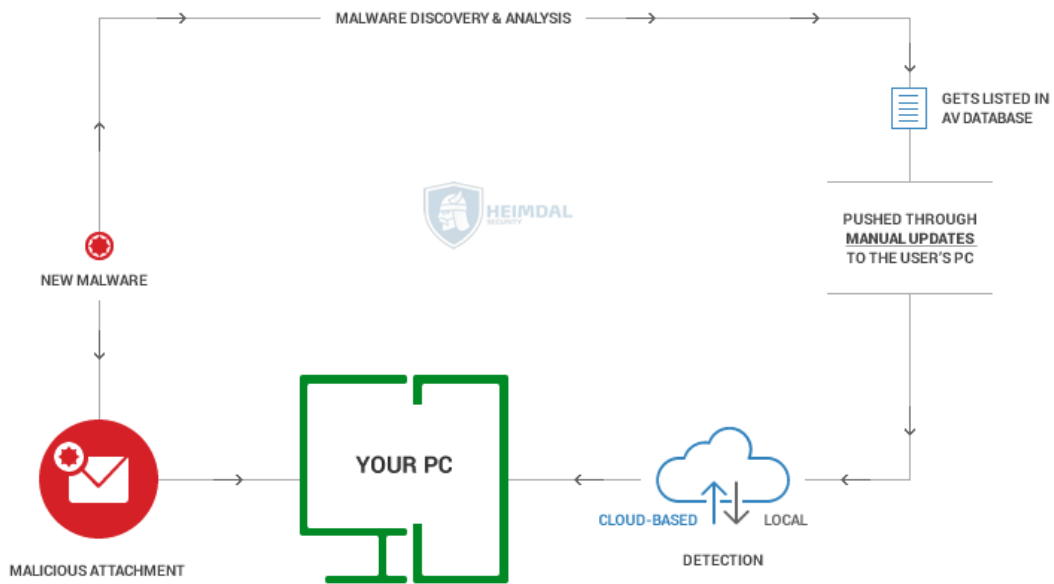 MALWARE DISCOVERY & ANALYSIS
GETS LISTED IN
AV DATABASE
HEIMDAL
SECURITY
PUSHED THROUGH
MANUAL UPDATES
TO THE USER'S PC
NEW MALWARE
YOUR PC
CLOUD-BASED
LOCAL
DETECTION
MALICIOUS ATTACHMENT